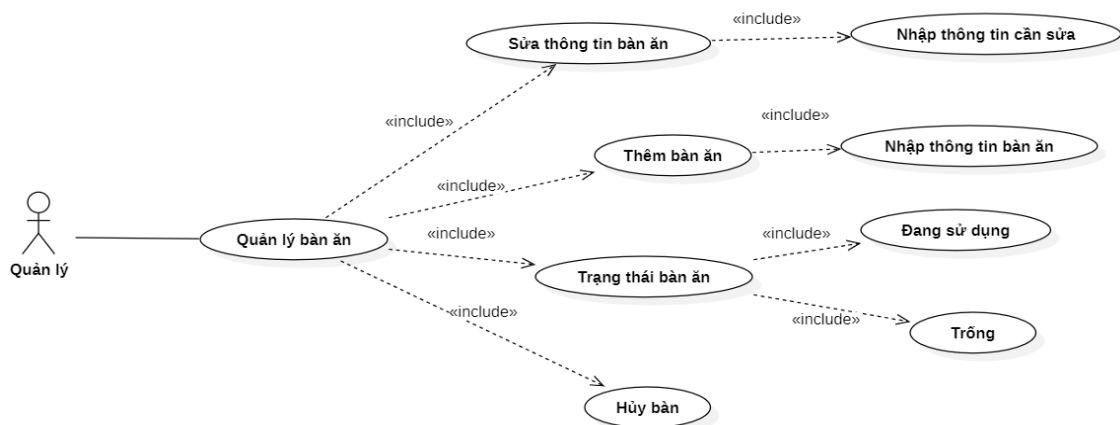 «include»
Sửa thông tin bàn ăn
Nhập thông tin cần sửa
«include»
«include»
Thêm bàn ăn
Nhập thông tin bàn ăn
«include»
Quản lý
Quản lý bàn ăn
«include»
«include»
Đang sử dụng
Trạng thái bàn ăn
«include»
«include»
Trống
Hủy bàn